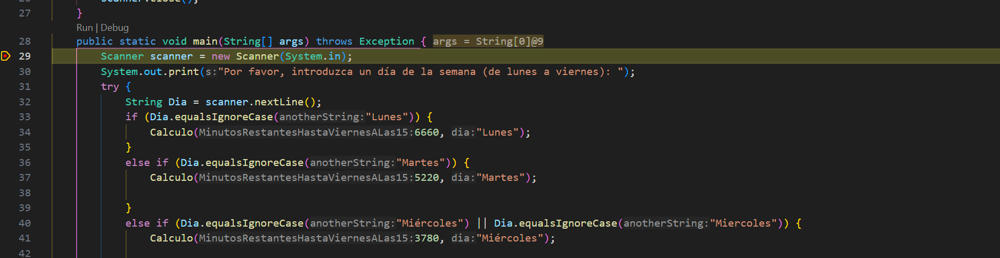 26 scanner.close();
27 }
Run | Debug
28 public static void main(String[] args) throws Exception { args = String[0]@9
29 Scanner scanner = new Scanner(System.in);
30 System.out.print(s:"Por favor, introduzca un día de la semana (de lunes a viernes): ");
31 try {
32 String Dia = scanner.nextLine();
33 if (Dia.equalsIgnoreCase(anotherString:"Lunes")) {
34 Calculo(MinutosRestantesHastaViernesALas15:6660, dia:"Lunes");
35 }
36 else if (Dia.equalsIgnoreCase(anotherString:"Martes")) {
37 Calculo(MinutosRestantesHastaViernesALas15:5220, dia:"Martes");
38
39 }
40 else if (Dia.equalsIgnoreCase(anotherString:"Miércoles") || Dia.equalsIgnoreCase(anotherString:"Miercoles")) {
41 Calculo(MinutosRestantesHastaViernesALas15:3780, dia:"Miércoles");
42